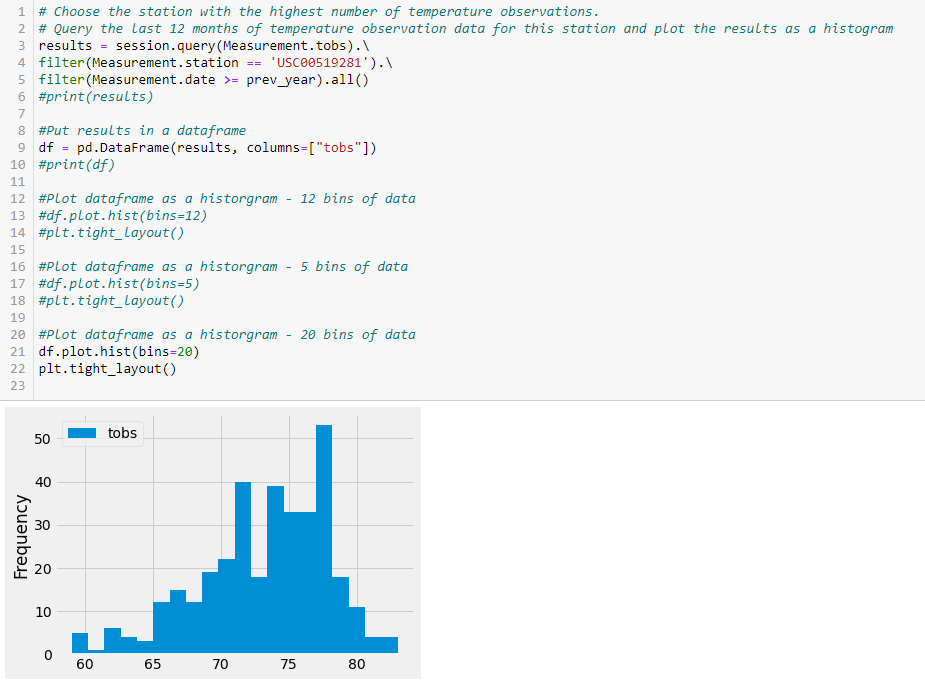 1 # Choose the station with the highest number of temperature observations.
2 # Query the last 12 months of temperature observation data for this station and plot the results as a histogram
3 results = session.query(Measurement.tobs).\
4 filter(Measurement.station == 'USC00519281').\
5 filter(Measurement.date >= prev_year).all()
6 #print(results)
7
8 #Put results in a dataframe
9 df = pd.DataFrame(results, columns=["tobs"])
10 #print(df)
11
12 #Plot dataframe as a historgram - 12 bins of data
13 #df.plot.hist(bins=12)
14 #plt.tight_layout()
15
16 #Plot dataframe as a historgram - 5 bins of data
17 #df.plot.hist(bins=5)
18 #plt.tight_layout()
19
20 #Plot dataframe as a historgram - 20 bins of data
21 df.plot.hist(bins=20)
22 plt.tight_layout()
23
tobs
Frequency
50
40
30
20
10
0
60 65 70 75 80